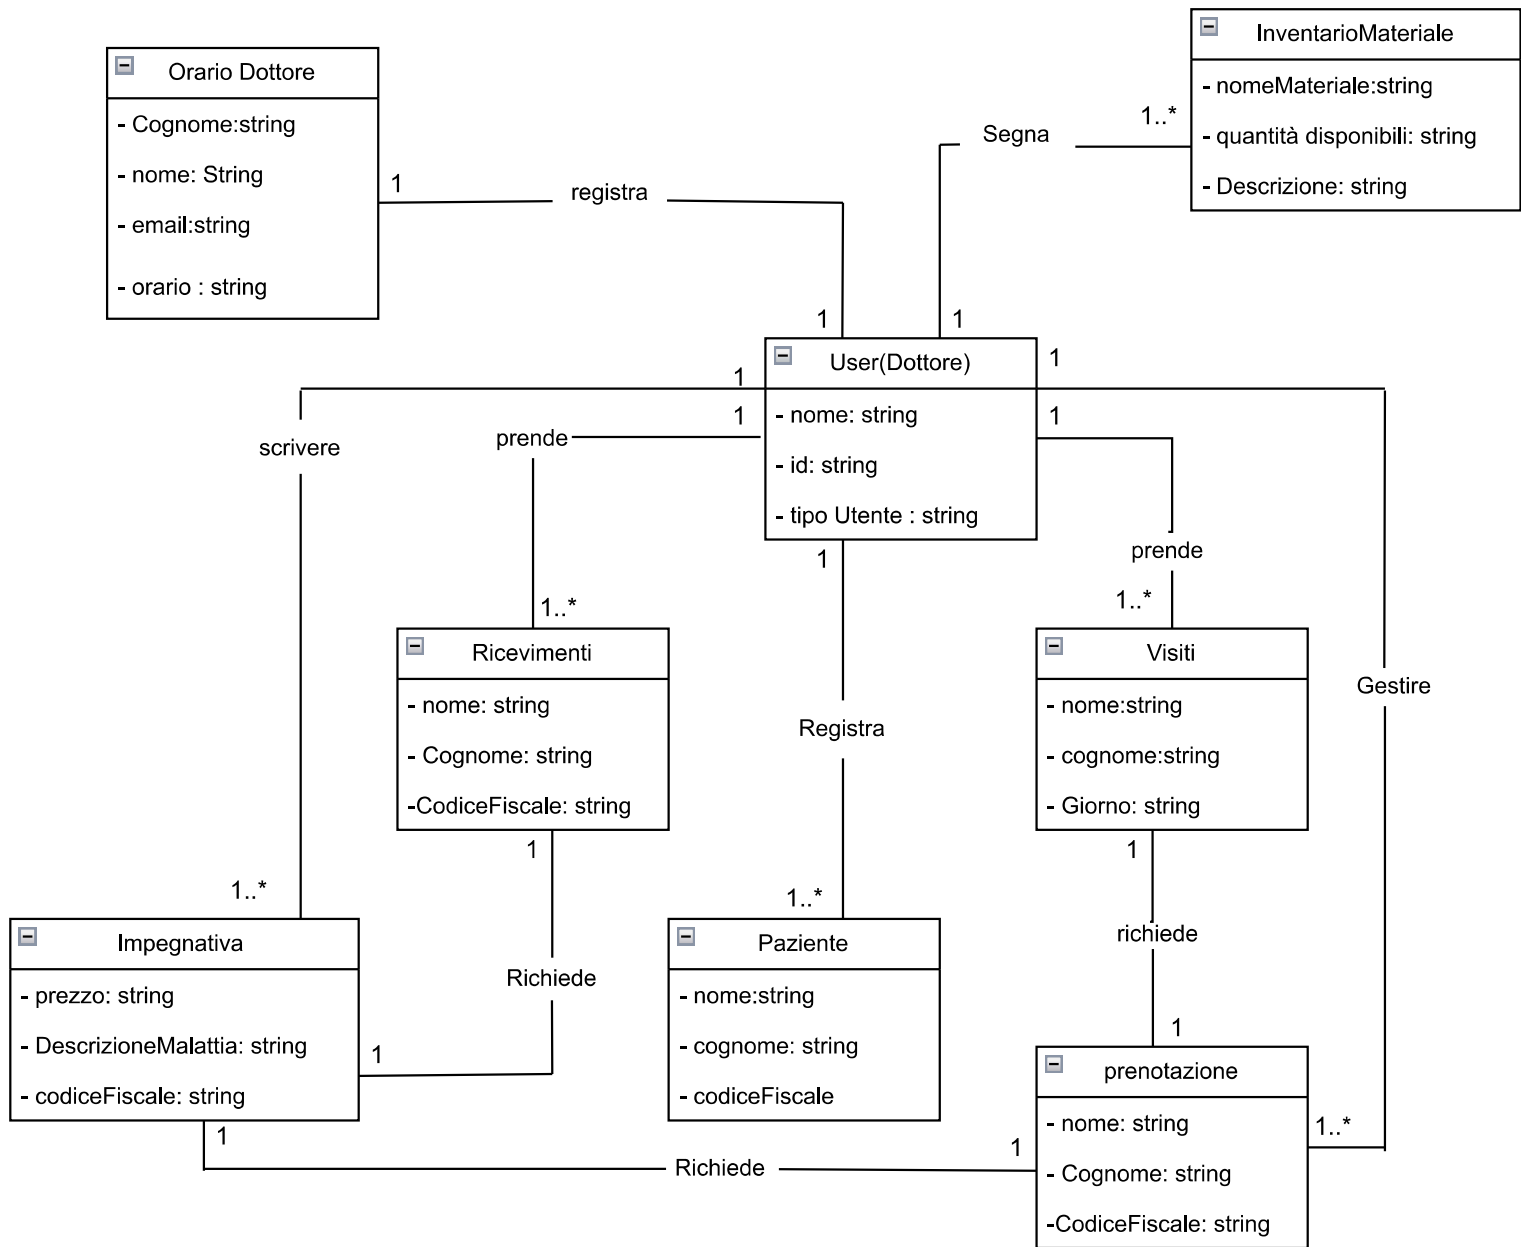 InventarioMateriale
- nomeMateriale:string
- quantità disponibili: string
- Descrizione: string
Orario Dottore
- Cognome:string
- nome: String
- email:string
- orario : string
1
registra
1
Segna
1..*
1
User(Dottore)
- nome: string
- id: string
- tipo Utente : string
1
1
1
1
1
scrivere
prende
prende
1..*
1..*
Gestire
Ricevimenti
- nome: string
- Cognome: string
-CodiceFiscale: string
Registra
Visiti
- nome:string
- cognome:string
- Giorno: string
1
1
1..*
1..*
Impegnativa
- prezzo: string
- DescrizioneMalattia: string
- codiceFiscale: string
Richiede
1
Paziente
- nome:string
- cognome: string
- codiceFiscale
richiede
1
prenotazione
- nome: string
- Cognome: string
-CodiceFiscale: string
1..*
1
Richiede
1